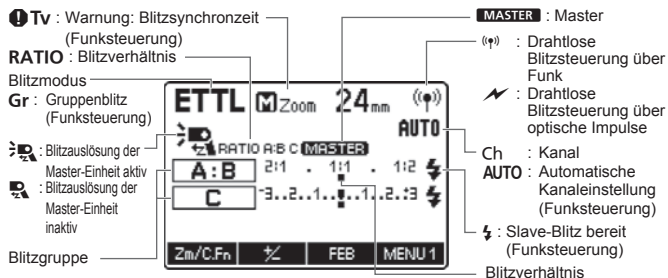 Tv : Warnung: Blitzsynchronzeit
(Funksteuerung)
RATIO : Blitzverhältnis
Blitzmodus
Gr : Gruppenblitz
(Funksteuerung)
: Blitzauslösung der
Master-Einheit aktiv
: Blitzauslösung der
Master-Einheit
inaktiv
Blitzgruppe
ETTL M Zoom 24mm
AUTO
RATIO A:B C MASTER
A:B 2:1 . 1:1 . 1:2
C -3..2..1..0..1..2..+3
Zm/C.Fn +/- FEB MENU 1
MASTER : Master
((•)) : Drahtlose
Blitzsteuerung über
Funk
: Drahtlose
Blitzsteuerung über
optische Impulse
Ch : Kanal
AUTO : Automatische
Kanaleinstellung
(Funksteuerung)
: Slave-Blitz bereit
(Funksteuerung)
Blitzverhältnis